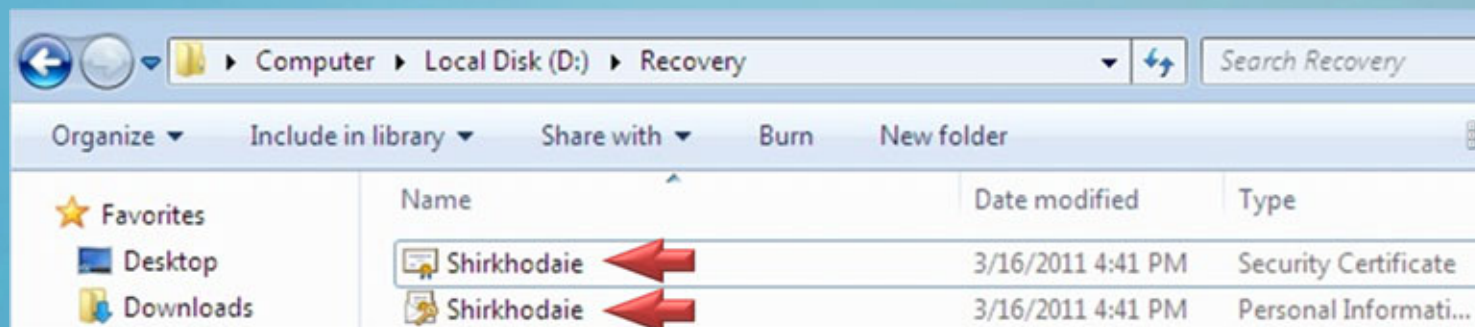 Computer Local Disk (D:) Recovery Search Recovery
Organize Include in library Share with Burn New folder
Favorites Name Date modified Type
Desktop Shirkhodaie 3/16/2011 4:41 PM Security Certificate
Downloads Shirkhodaie 3/16/2011 4:41 PM Personal Informati...